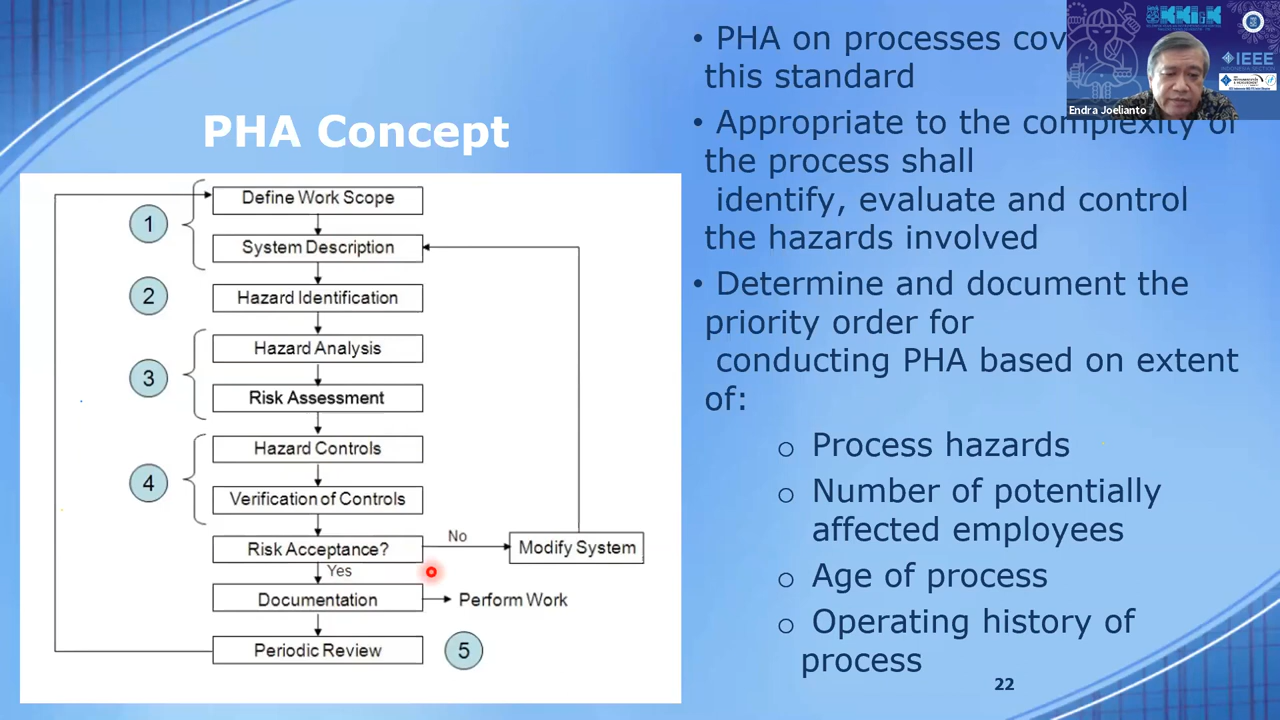 PHA Concept
Define Work Scope
1
System Description
2
Hazard Identification
Hazard Analysis
3
Risk Assessment
Hazard Controls
4
Verification of Controls
Risk Acceptance?
No
Modify System
Yes
Documentation
Perform Work
Periodic Review
5
• PHA on processes cov
this standard
• Appropriate to the complexity of
the process shall
identify, evaluate and control
the hazards involved
• Determine and document the
priority order for
conducting PHA based on extent
of:
o Process hazards
o Number of potentially
affected employees
o Age of process
o Operating history of
process
22
KKIK
IEEE
INDONESIA SECTION
Endra Joelianto